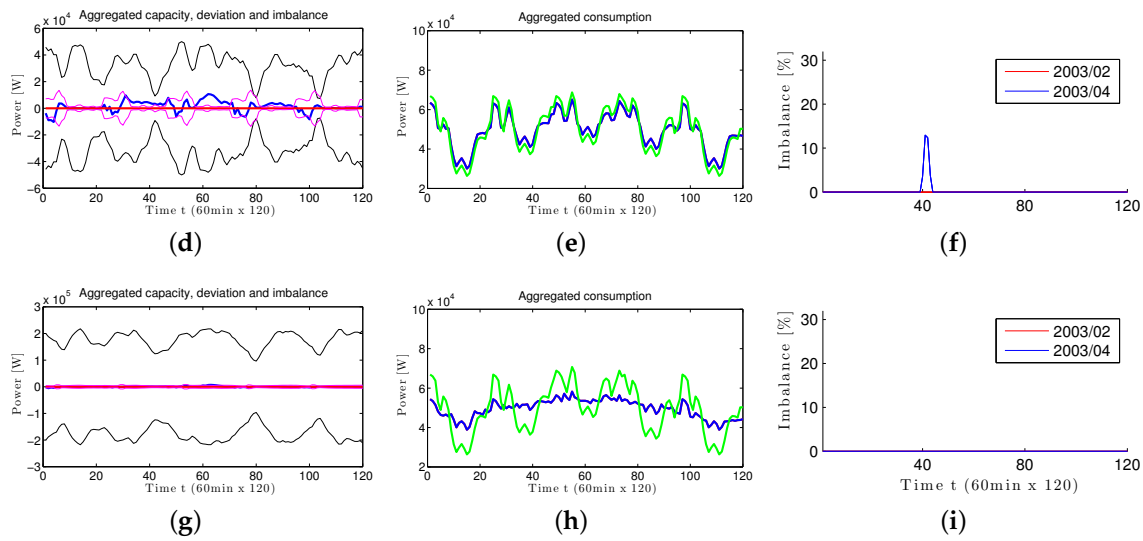 Aggregated capacity, deviation and imbalance
x 10^4
Power [W]
6
4
2
0
−2
−4
−6
0 20 40 60 80 100 120
Time t (60min x 120)
(d)
Aggregated consumption
x 10^4
Power [W]
10
8
6
4
2
0 20 40 60 80 100 120
Time t (60min x 120)
(e)
Imbalance [%]
30
20
10
0
40 80 120
2003/02
2003/04
(f)
Aggregated capacity, deviation and imbalance
x 10^5
Power [W]
3
2
1
0
−1
−2
−3
0 20 40 60 80 100 120
Time t (60min x 120)
(g)
Aggregated consumption
x 10^4
Power [W]
10
8
6
4
2
0 20 40 60 80 100 120
Time t (60min x 120)
(h)
Imbalance [%]
30
20
10
0
40 80 120
2003/02
2003/04
Time t (60min x 120)
(i)